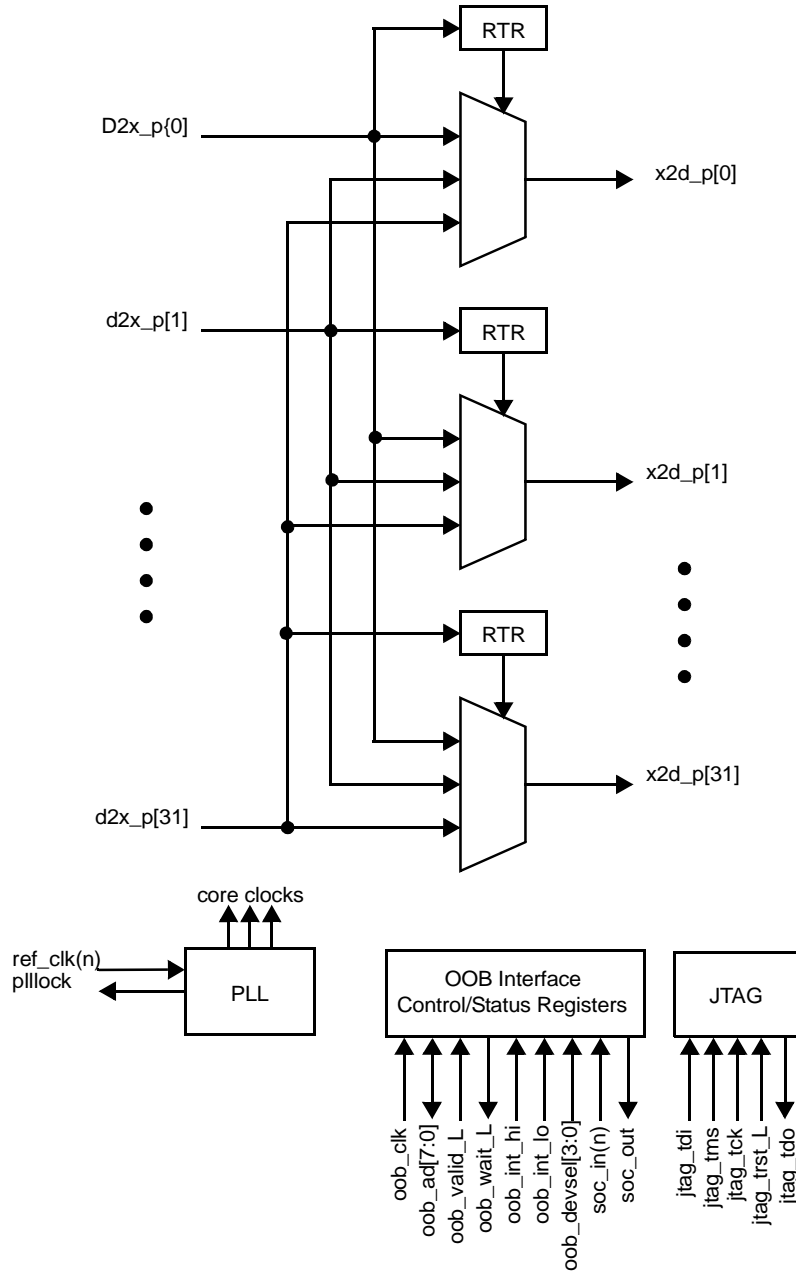 RTR
D2x_p{0]
x2d_p[0]
d2x_p[1]
RTR
x2d_p[1]
RTR
x2d_p[31]
d2x_p[31]
core clocks
ref_clk(n)
plllock
PLL
OOB Interface
Control/Status Registers
JTAG
oob_clk
oob_ad[7:0]
oob_valid_L
oob_wait_L
oob_int_hi
oob_int_lo
oob_devsel[3:0]
soc_in(n)
soc_out
jtag_tdi
jtag_tms
jtag_tck
jtag_trst_L
jtag_tdo